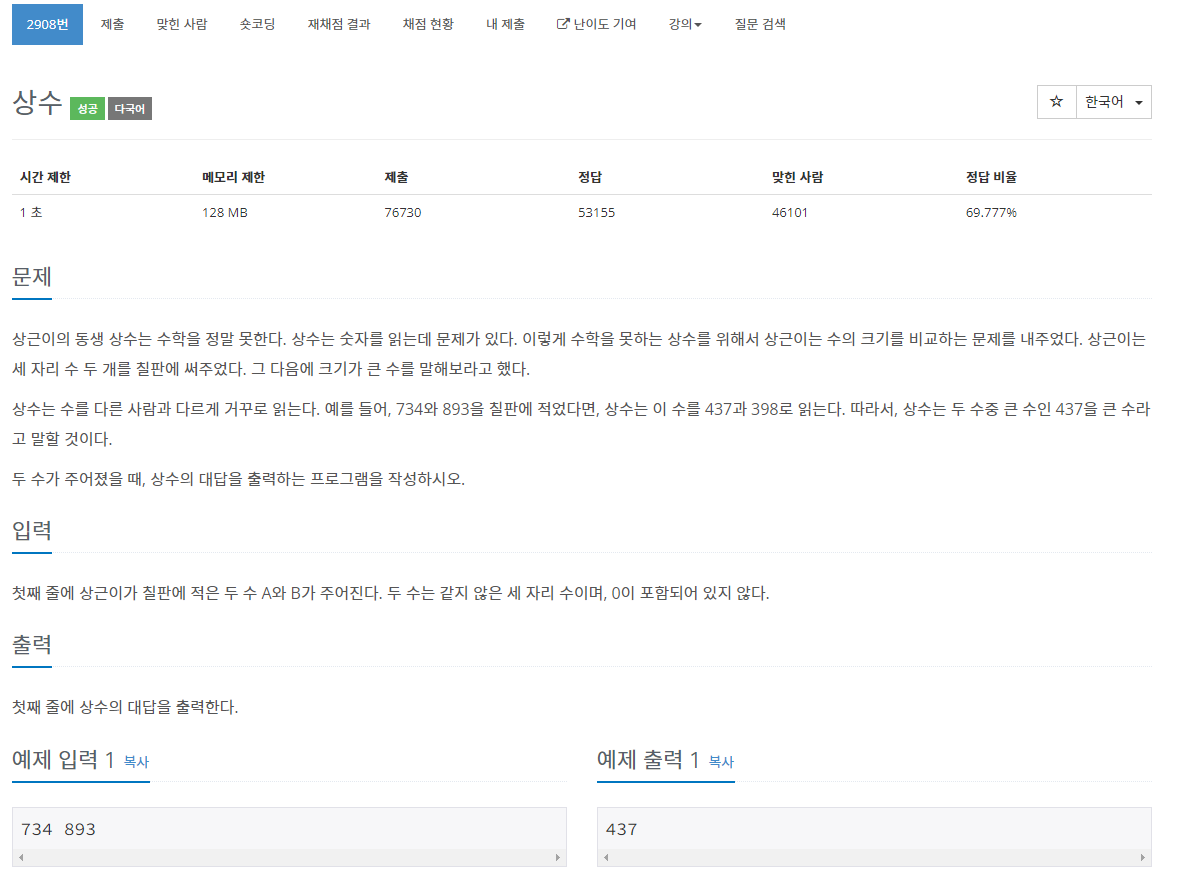 2908번 제출 맞힌 사람 숏코딩 재채점 결과 채점 현황 내 제출 난이도 기여 강의 질문 검색
상수 성공 다국어 한국어
시간 제한 메모리 제한 제출 정답 맞힌 사람 정답 비율
1 초 128 MB 76730 53155 46101 69.777%
문제
상근이의 동생 상수는 수학을 정말 못한다. 상수는 숫자를 읽는데 문제가 있다. 이렇게 수학을 못하는 상수를 위해서 상근이는 수의 크기를 비교하는 문제를 내주었다. 상근이는
세 자리 수 두 개를 칠판에 써주었다. 그 다음에 크기가 큰 수를 말해보라고 했다.
상수는 수를 다른 사람과 다르게 거꾸로 읽는다. 예를 들어, 734와 893을 칠판에 적었다면, 상수는 이 수를 437과 398로 읽는다. 따라서, 상수는 두 수중 큰 수인 437을 큰 수라
고 말할 것이다.
두 수가 주어졌을 때, 상수의 대답을 출력하는 프로그램을 작성하시오.
입력
첫째 줄에 상근이가 칠판에 적은 두 수 A와 B가 주어진다. 두 수는 같지 않은 세 자리 수이며, 0이 포함되어 있지 않다.
출력
첫째 줄에 상수의 대답을 출력한다.
예제 입력 1 복사
734 893
예제 출력 1 복사
437